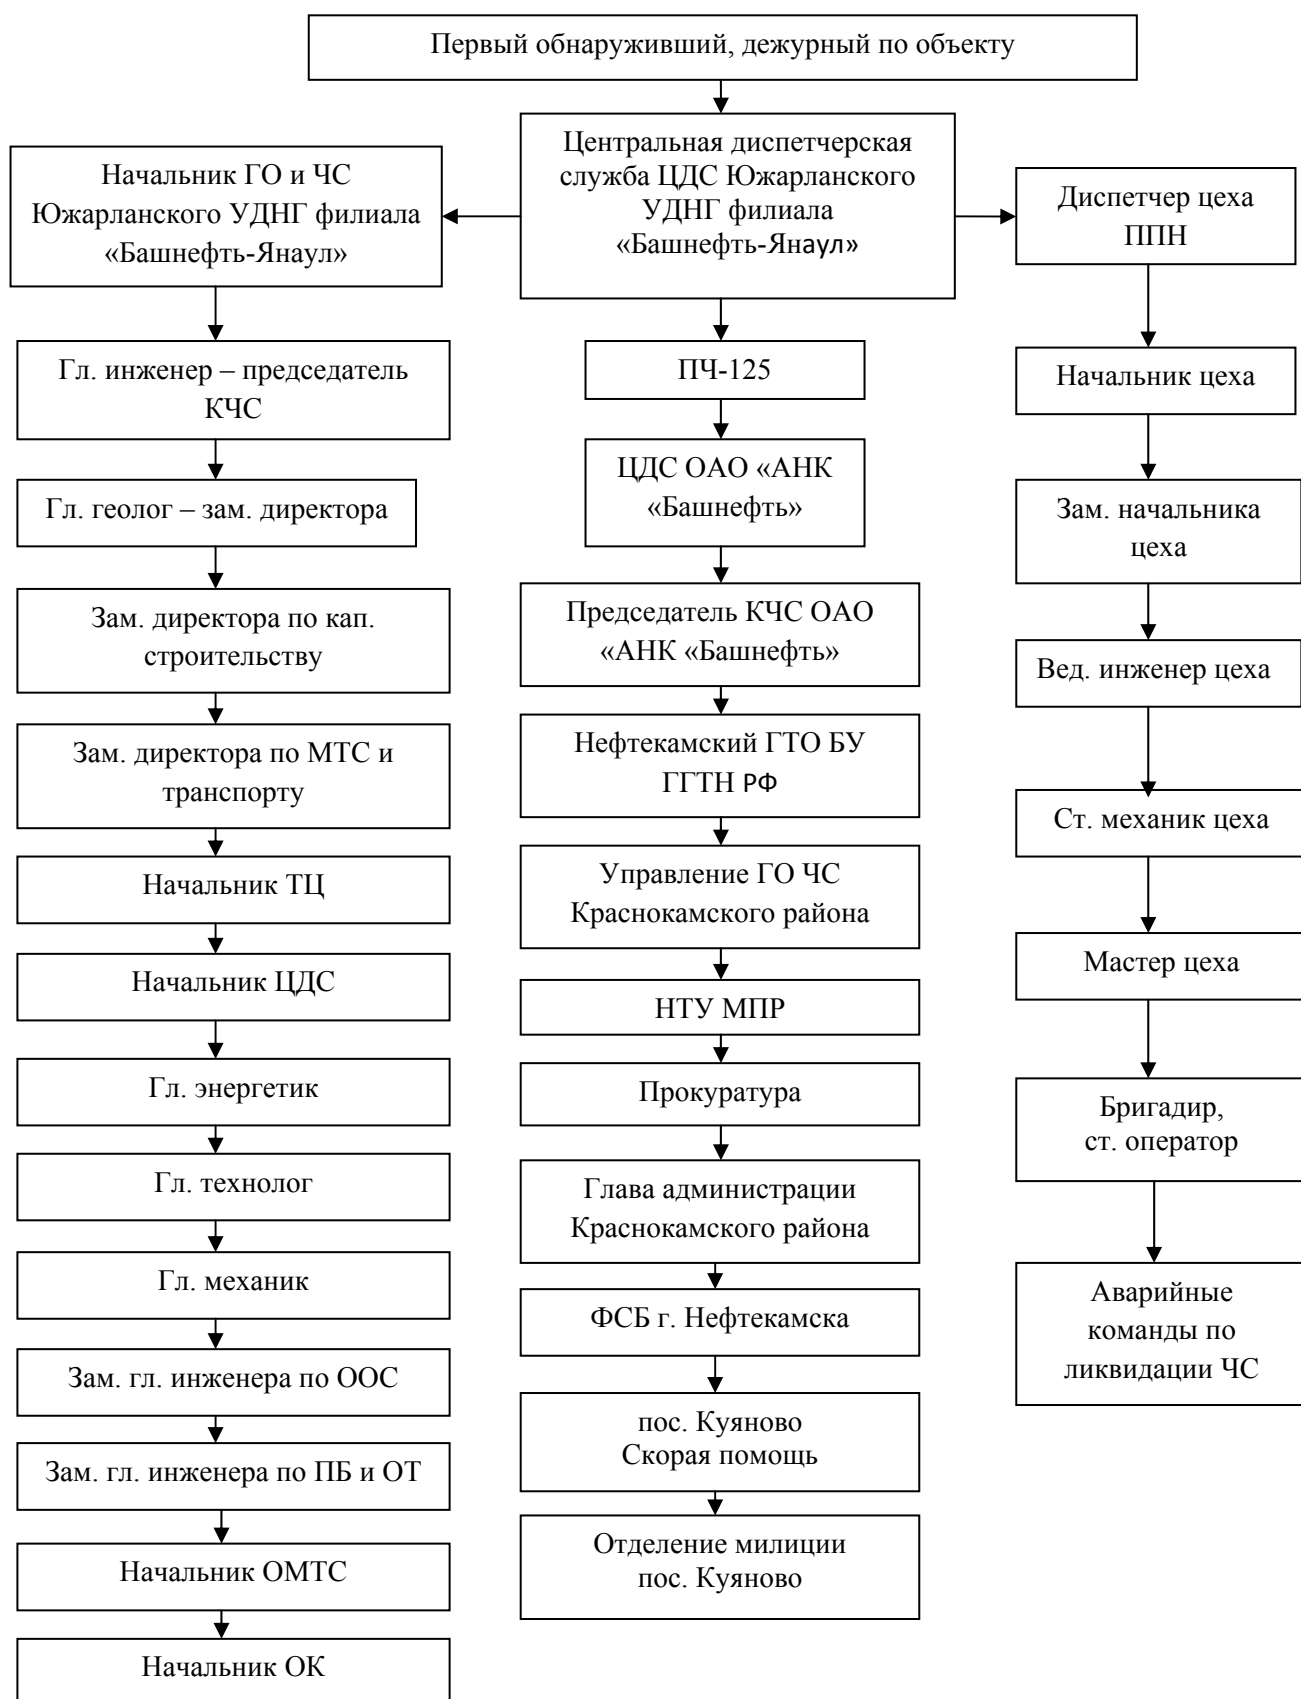 Первый обнаруживший, дежурный по объекту
Центральная диспетчерская
служба ЦДС Южарланского
УДНГ филиала
«Башнефть-Янаул»
Начальник ГО и ЧС
Южарланского УДНГ филиала
«Башнефть-Янаул»
Гл. инженер – председатель
КЧС
Гл. геолог – зам. директора
Зам. директора по кап.
строительству
Зам. директора по МТС и
транспорту
Начальник ТЦ
Начальник ЦДС
Гл. энергетик
Гл. технолог
Гл. механик
Зам. гл. инженера по ООС
Зам. гл. инженера по ПБ и ОТ
Начальник ОМТС
Начальник ОК
ПЧ-125
ЦДС ОАО «АНК
«Башнефть»
Председатель КЧС ОАО
«АНК «Башнефть»
Нефтекамский ГТО БУ
ГГТН РФ
Управление ГО ЧС
Краснокамского района
НТУ МПР
Прокуратура
Глава администрации
Краснокамского района
ФСБ г. Нефтекамска
пос. Куяново
Скорая помощь
Отделение милиции
пос. Куяново
Диспетчер цеха
ППН
Начальник цеха
Зам. начальника
цеха
Вед. инженер цеха
Ст. механик цеха
Мастер цеха
Бригадир,
ст. оператор
Аварийные
команды по
ликвидации ЧС